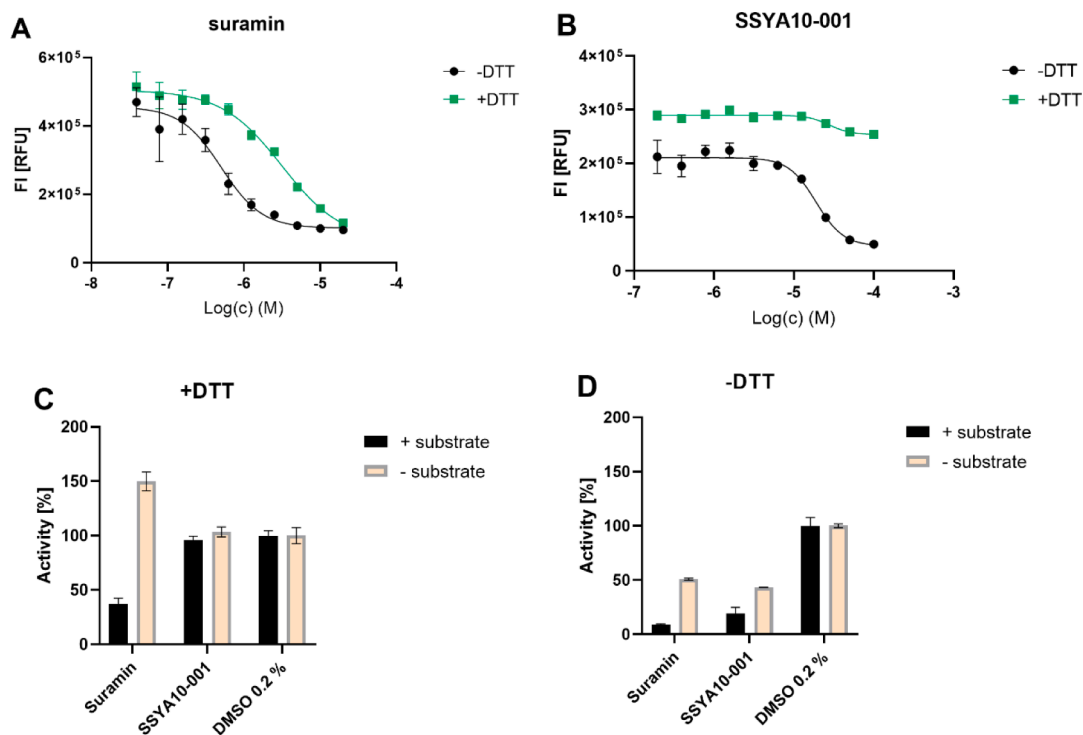 A
suramin
6×10⁵
4×10⁵
2×10⁵
0
FI [RFU]
-8
-7
-6
-5
-4
Log(c) (M)
-DTT
+DTT
B
SSYA10-001
4×10⁵
3×10⁵
2×10⁵
1×10⁵
0
FI [RFU]
-7
-6
-5
-4
-3
Log(c) (M)
-DTT
+DTT
C
+DTT
200
150
100
50
0
Activity [%]
Suramin
SSYA10-001
DMSO 0.2 %
+ substrate
- substrate
D
-DTT
200
150
100
50
0
Activity [%]
Suramin
SSYA10-001
DMSO 0.2 %
+ substrate
- substrate